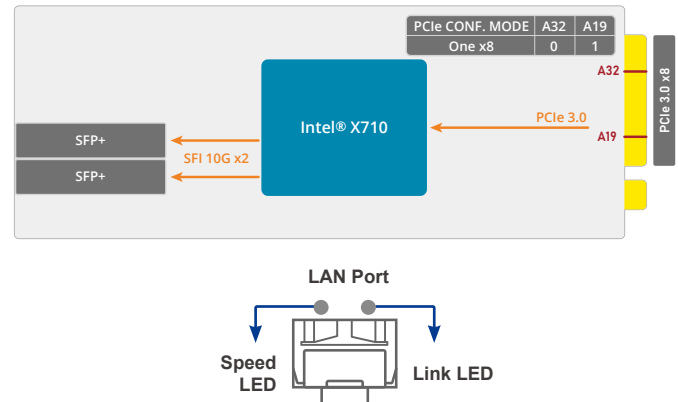 PCIe CONF. MODE A32 A19
One x8 0 1
A32
PCIe 3.0 x8
Intel® X710
PCIe 3.0
A19
SFP+
SFI 10G x2
SFP+
LAN Port
Speed
LED
Link LED